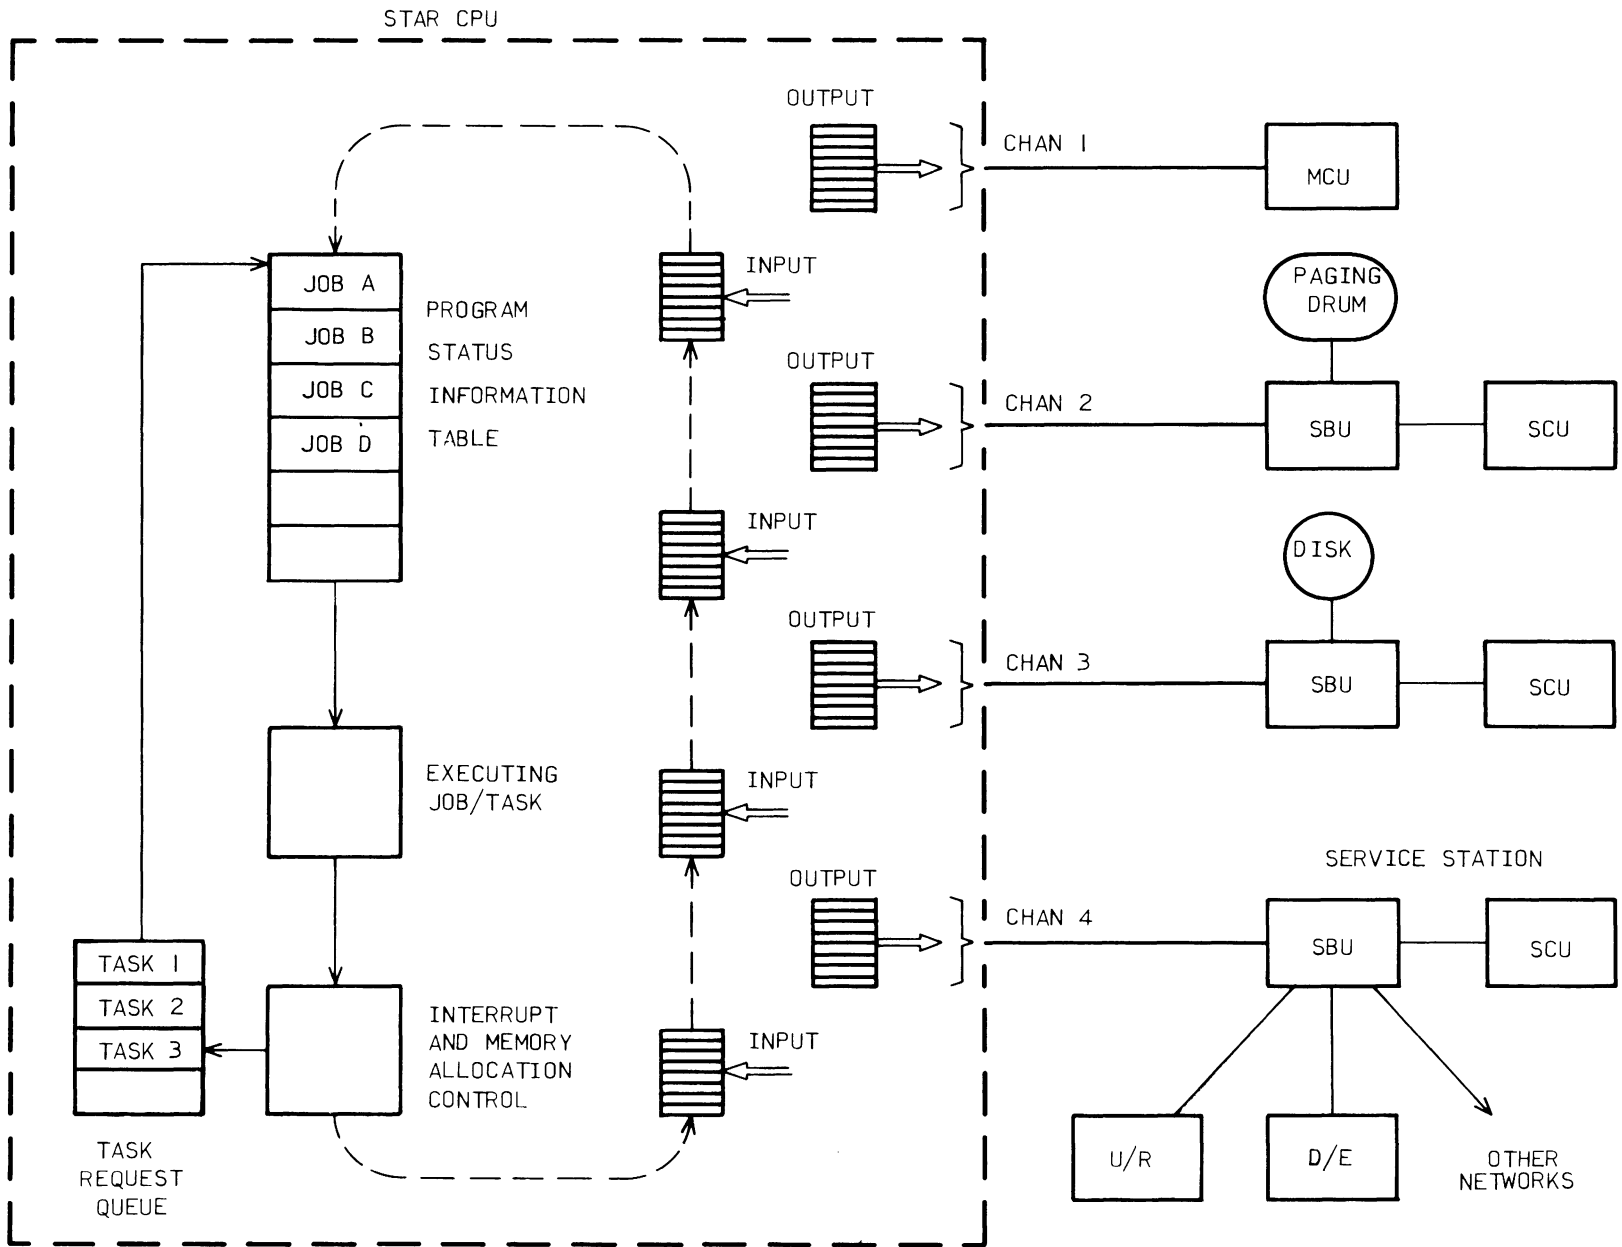 STAR CPU
OUTPUT
CHAN 1
MCU
INPUT
PAGING
DRUM
JOB A
JOB B
JOB C
JOB D
PROGRAM
STATUS
INFORMATION
TABLE
OUTPUT
CHAN 2
SBU
SCU
INPUT
DISK
OUTPUT
CHAN 3
SBU
SCU
EXECUTING
JOB/TASK
INPUT
OUTPUT
CHAN 4
SERVICE STATION
SBU
SCU
TASK 1
TASK 2
TASK 3
TASK
REQUEST
QUEUE
INTERRUPT
AND MEMORY
ALLOCATION
CONTROL
INPUT
U/R
D/E
OTHER
NETWORKS